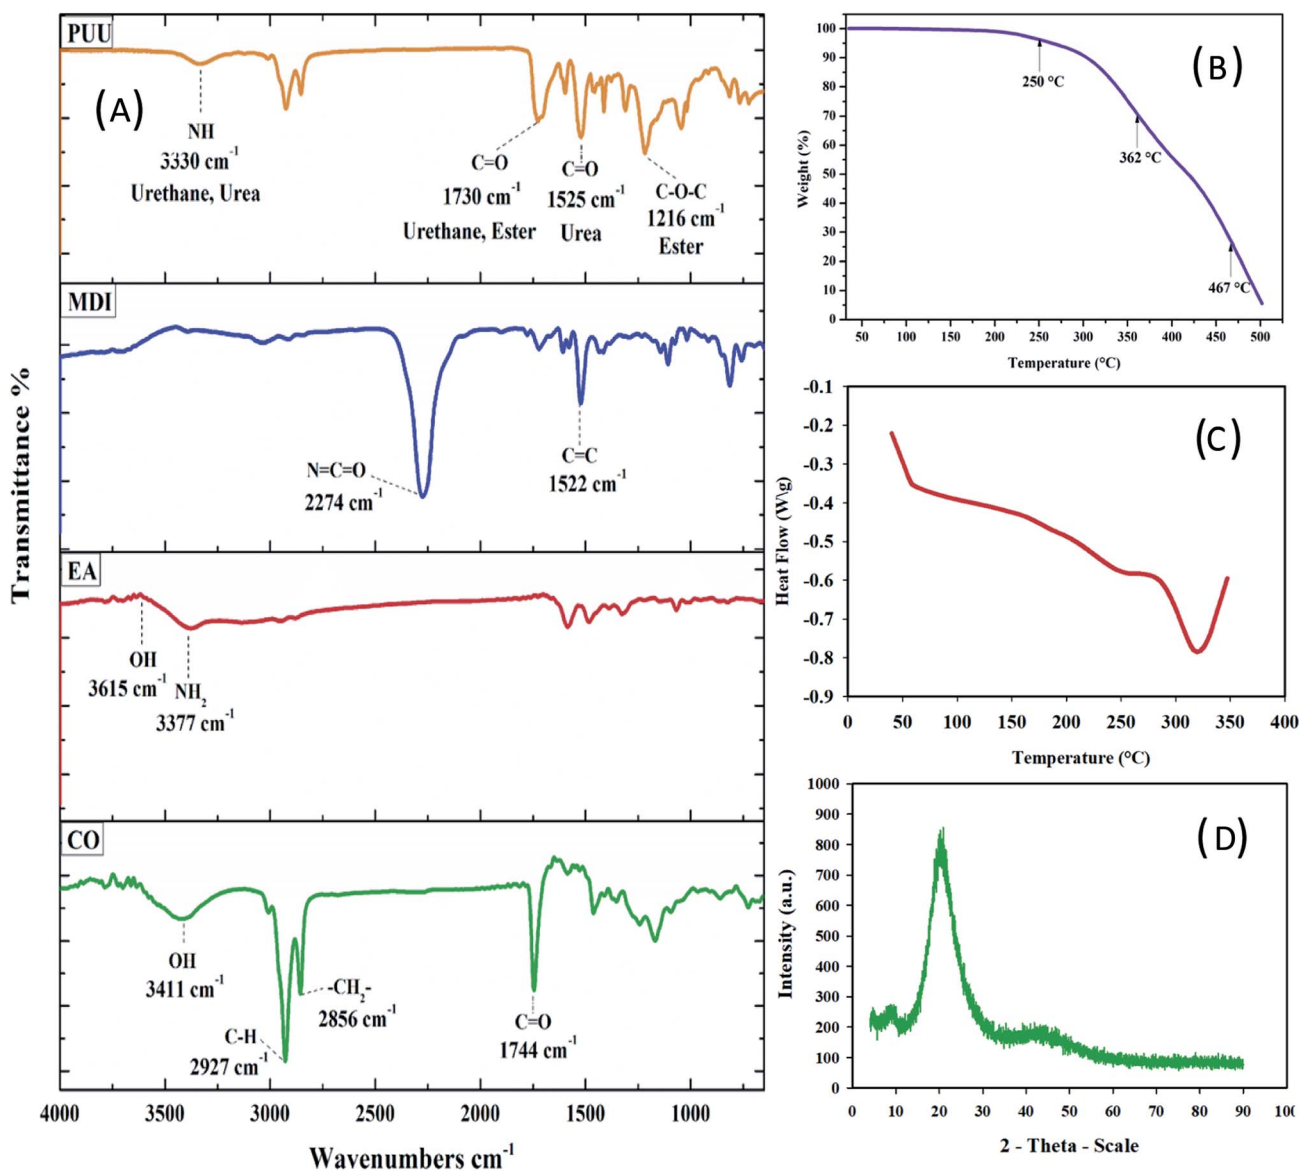 PUU
(A)
NH
3330 cm⁻¹
Urethane, Urea
C=O
1730 cm⁻¹
Urethane, Ester
C=O
1525 cm⁻¹
Urea
C-O-C
1216 cm⁻¹
Ester
MDI
N=C=O
2274 cm⁻¹
C=C
1522 cm⁻¹
EA
OH
3615 cm⁻¹
NH₂
3377 cm⁻¹
CO
OH
3411 cm⁻¹
C-H
2927 cm⁻¹
-CH₂-
2856 cm⁻¹
C=O
1744 cm⁻¹
Transmittance %
4000 3500 3000 2500 2000 1500 1000
Wavenumbers cm⁻¹
(B)
100
90
80
70
60
50
40
30
20
10
0
Weight (%)
250 °C
362 °C
467 °C
50 100 150 200 250 300 350 400 450 500
Temperature (°C)
(C)
-0.1
-0.2
-0.3
-0.4
-0.5
-0.6
-0.7
-0.8
-0.9
Heat Flow (W\g)
0 50 100 150 200 250 300 350 400
Temperature (°C)
(D)
1000
900
800
700
600
500
400
300
200
100
0
Intensity (a.u.)
0 10 20 30 40 50 60 70 80 90
2 - Theta - Scale